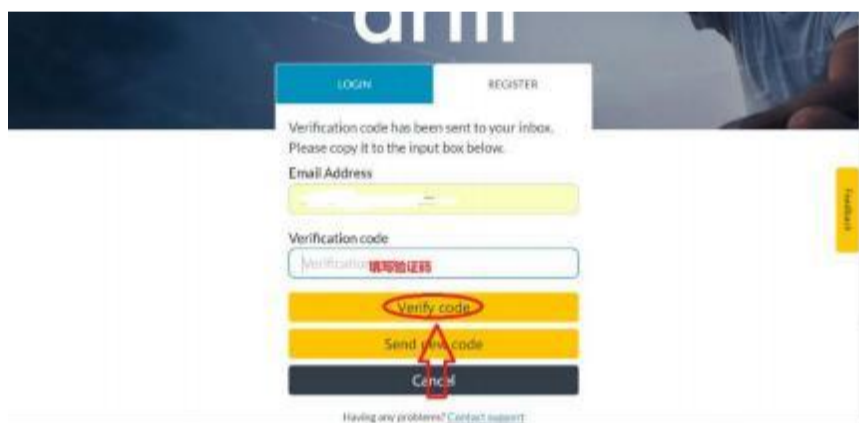 LOGIN
REGISTER
Verification code has been sent to your inbox.
Please copy it to the input box below.
Email Address
Verification code
Verification
填写验证码
Verify code
Send new code
Cancel
Having any problems? Contact support
Feedback